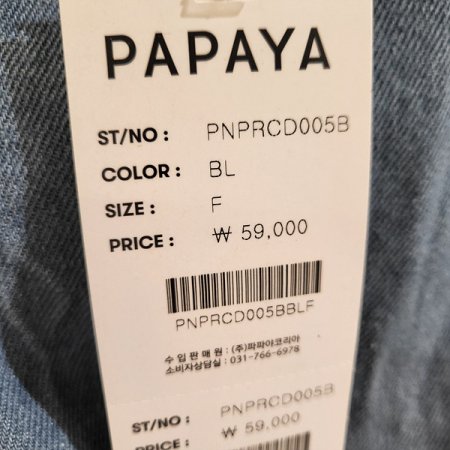 PAPAYA
ST/NO : PNPRCD005B
COLOR : BL
SIZE : F
PRICE : ₩ 59,000
PNPRCD005BBLF
수 입 판 매 원 : (주)파파야코리아
소비자상담실 : 031-766-6978
ST/NO : PNPRCD005B
PRICE : ₩ 59,000